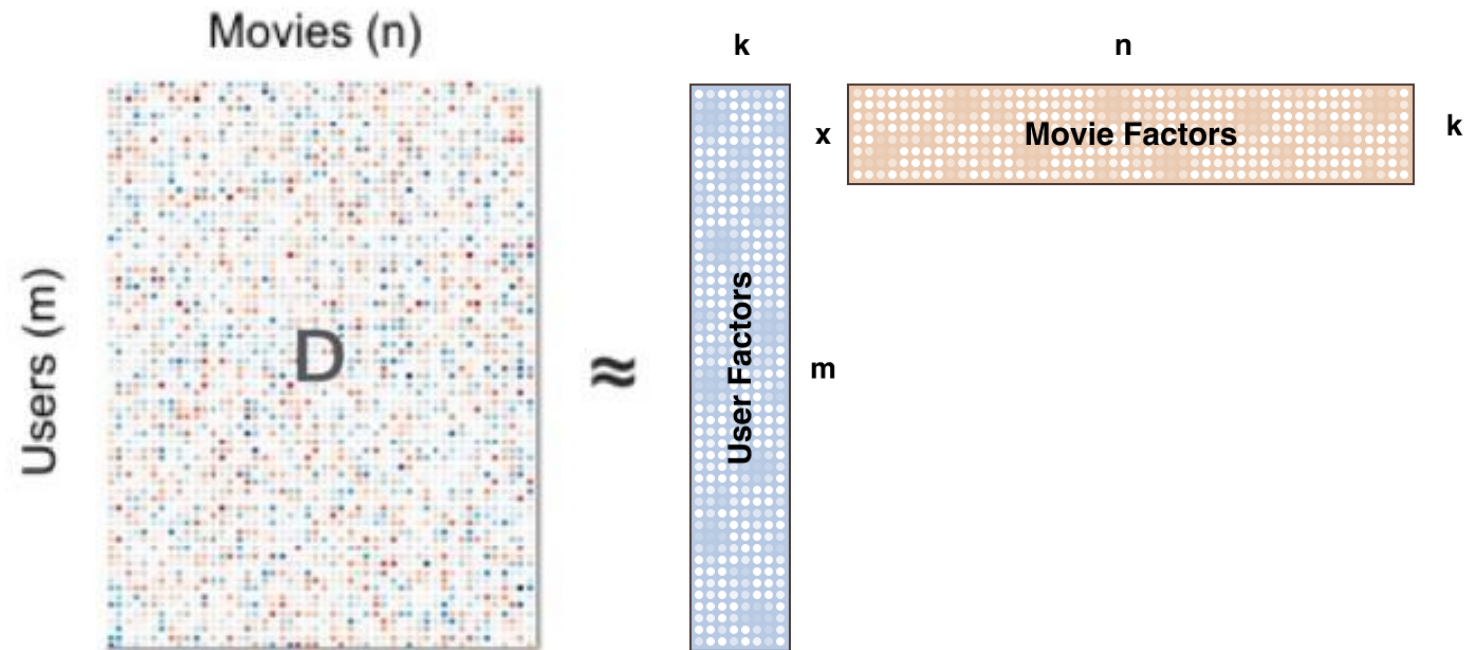 Movies (n)
Users (m)
D
≈
k
User Factors
m
x
n
Movie Factors
k